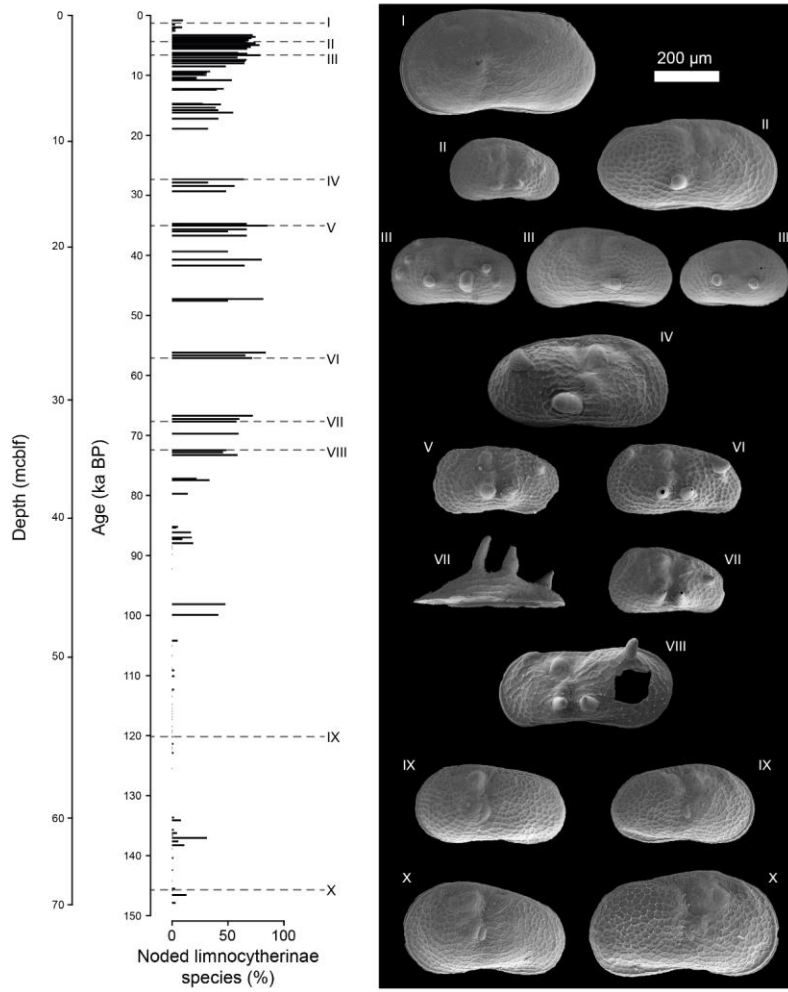 Depth (mcblf)
0
10
20
30
40
50
60
70
Age (ka BP)
0
10
20
30
40
50
60
70
80
90
100
110
120
130
140
150
I
II
III
IV
V
VI
VII
VIII
IX
X
0 50 100
Noded limnocytherinae
species (%)
I
200 µm
II II
III III III
IV
V VI
VII VII
VIII
IX IX
X X